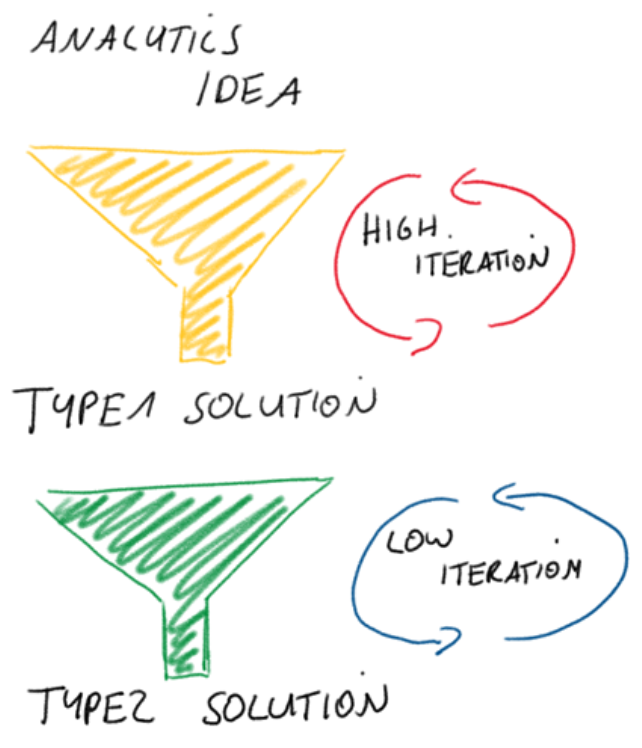 ANALYTICS
IDEA
HIGH.
ITERATION
TYPE1 SOLUTION
LOW
ITERATION
TYPE2 SOLUTION